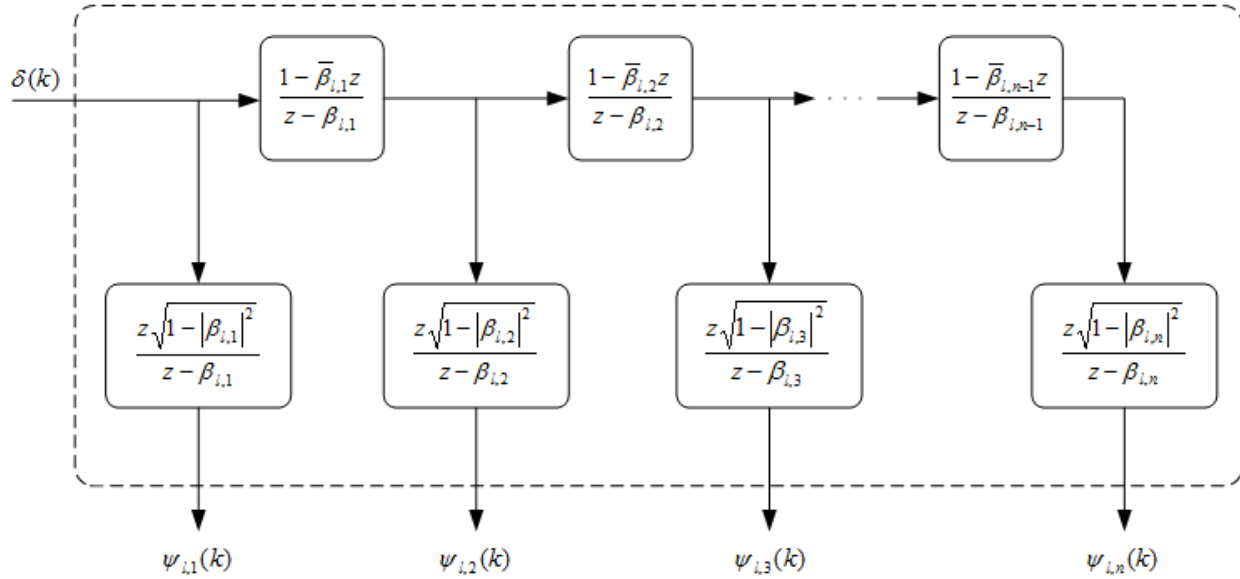 δ(k)
(1 − β̅_{i,1}z)/(z − β_{i,1})
(1 − β̅_{i,2}z)/(z − β_{i,2})
· · ·
(1 − β̅_{i,n−1}z)/(z − β_{i,n−1})
z√(1 − |β_{i,1}|²)/(z − β_{i,1})
z√(1 − |β_{i,2}|²)/(z − β_{i,2})
z√(1 − |β_{i,3}|²)/(z − β_{i,3})
z√(1 − |β_{i,n}|²)/(z − β_{i,n})
ψ_{i,1}(k)
ψ_{i,2}(k)
ψ_{i,3}(k)
ψ_{i,n}(k)